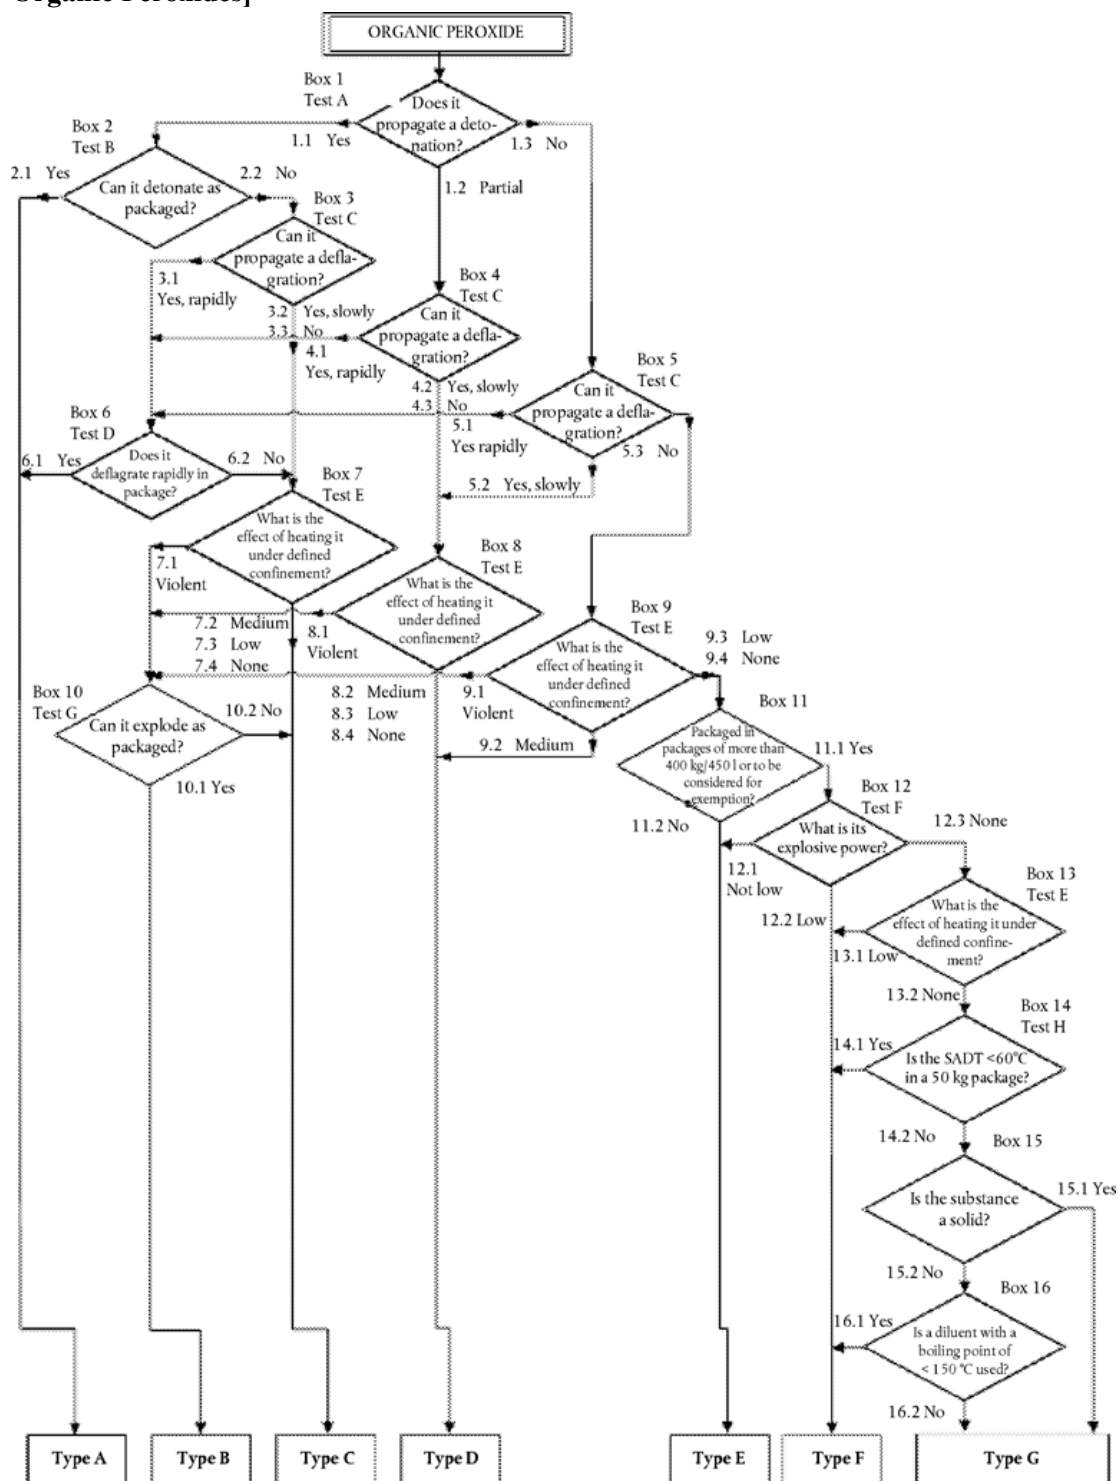 Organic Peroxides]
ORGANIC PEROXIDE
Box 1
Test A
Does it
propagate a deto-
nation?
1.1 Yes
1.3 No
1.2 Partial
Box 2
Test B
2.1 Yes
2.2 No
Can it detonate as
packaged?
Box 3
Test C
Can it
propagate a defla-
gration?
3.1
Yes, rapidly
3.2 Yes, slowly
3.3 No
Box 4
Test C
Can it
propagate a defla-
gration?
4.1
Yes, rapidly
4.2 Yes, slowly
4.3 No
Box 5
Test C
Can it
propagate a defla-
gration?
5.1
Yes rapidly
5.3 No
5.2 Yes, slowly
Box 6
Test D
6.1 Yes
6.2 No
Does it
deflagrate rapidly in
package?
Box 7
Test E
What is the
effect of heating it
under defined
confinement?
7.1
Violent
7.2 Medium
7.3 Low
7.4 None
Box 8
Test E
What is the
effect of heating it
under defined
confinement?
8.1
Violent
8.2 Medium
8.3 Low
8.4 None
Box 9
Test E
What is the
effect of heating it
under defined
confinement?
9.1
Violent
9.2 Medium
9.3 Low
9.4 None
Box 10
Test G
Can it explode as
packaged?
10.2 No
10.1 Yes
Box 11
Packaged in
packages of more than
400 kg/450 l or to be
considered for
exemption?
11.1 Yes
11.2 No
Box 12
Test F
What is its
explosive power?
12.3 None
12.1
Not low
12.2 Low
Box 13
Test E
What is the
effect of heating it under
defined confine-
ment?
13.1 Low
13.2 None
Box 14
Test H
14.1 Yes
Is the SADT <60°C
in a 50 kg package?
14.2 No
Box 15
15.1 Yes
Is the substance
a solid?
15.2 No
Box 16
16.1 Yes
Is a diluent with a
boiling point of
< 150 °C used?
16.2 No
Type A
Type B
Type C
Type D
Type E
Type F
Type G